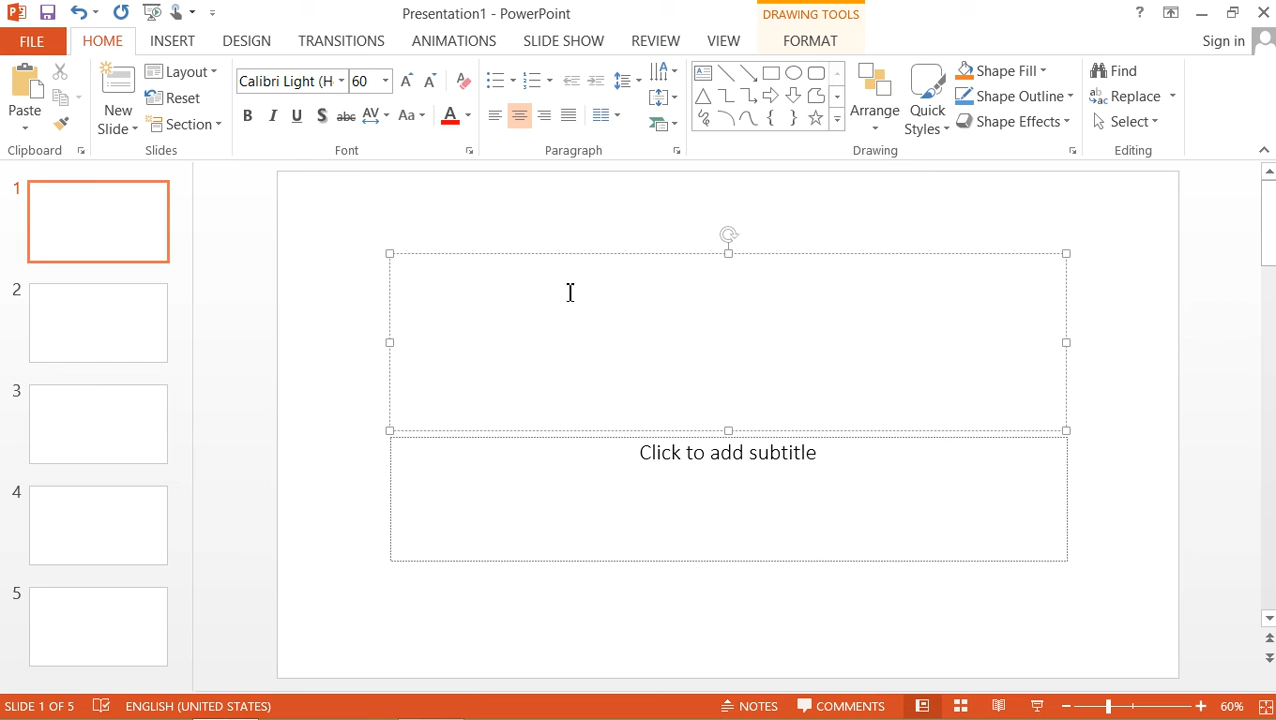 Presentation1 - PowerPoint
DRAWING TOOLS
?
FILE
HOME
INSERT
DESIGN
TRANSITIONS
ANIMATIONS
SLIDE SHOW
REVIEW
VIEW
FORMAT
Sign in
Paste
Clipboard
New
Slide
Layout
Reset
Section
Slides
Calibri Light (H
60
B I U S abc AV Aa A
Font
Paragraph
Arrange
Quick
Styles
Shape Fill
Shape Outline
Shape Effects
Drawing
Find
Replace
Select
Editing
1
2
3
4
5
Click to add subtitle
SLIDE 1 OF 5
ENGLISH (UNITED STATES)
NOTES
COMMENTS
60%